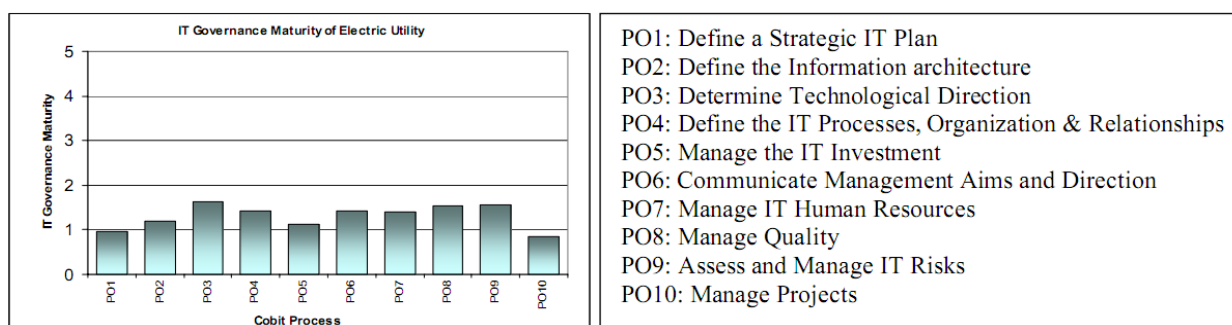 IT Governance Maturity of Electric Utility
IT Governance Maturity
5
4
3
2
1
0
PO1
PO2
PO3
PO4
PO5
PO6
PO7
PO8
PO9
PO10
Cobit Process
PO1: Define a Strategic IT Plan
PO2: Define the Information architecture
PO3: Determine Technological Direction
PO4: Define the IT Processes, Organization & Relationships
PO5: Manage the IT Investment
PO6: Communicate Management Aims and Direction
PO7: Manage IT Human Resources
PO8: Manage Quality
PO9: Assess and Manage IT Risks
PO10: Manage Projects